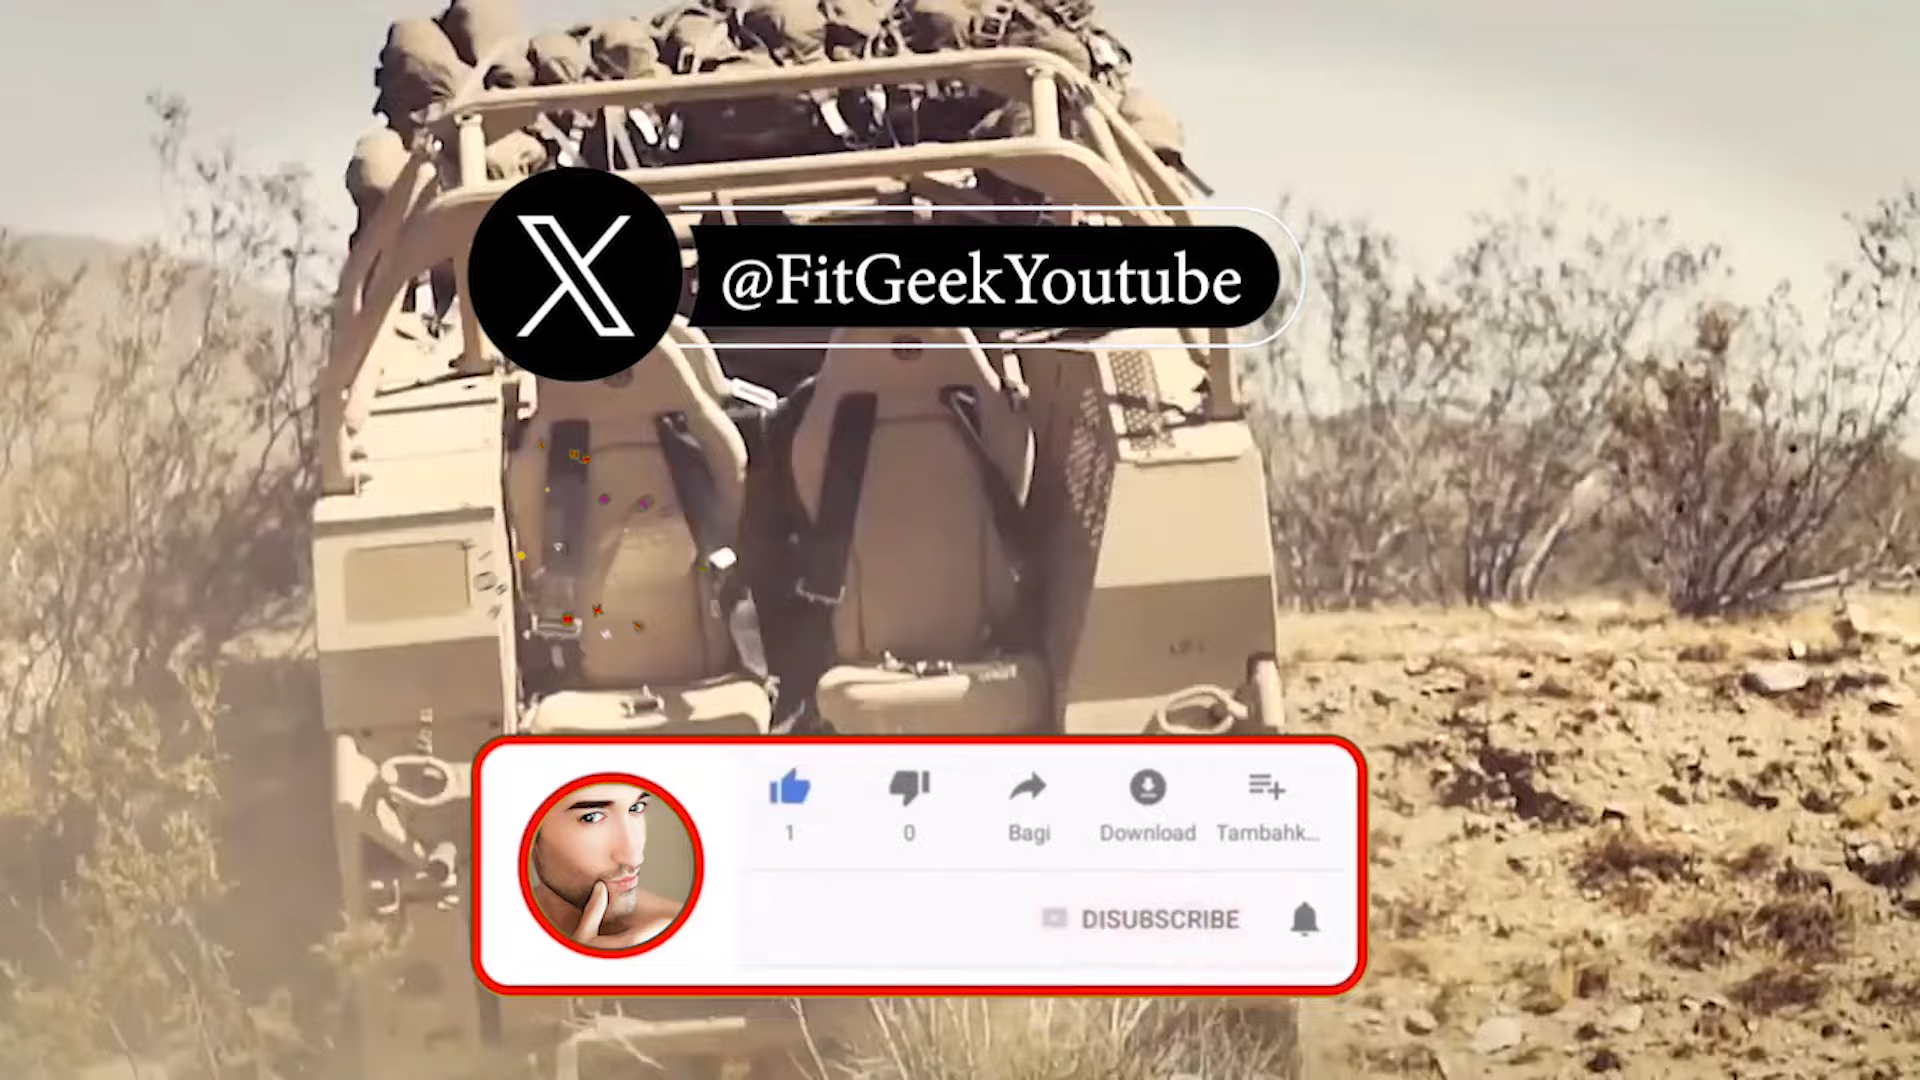 @FitGeekYoutube
1
0
Bagi
Download
Tambahk...
DISUBSCRIBE